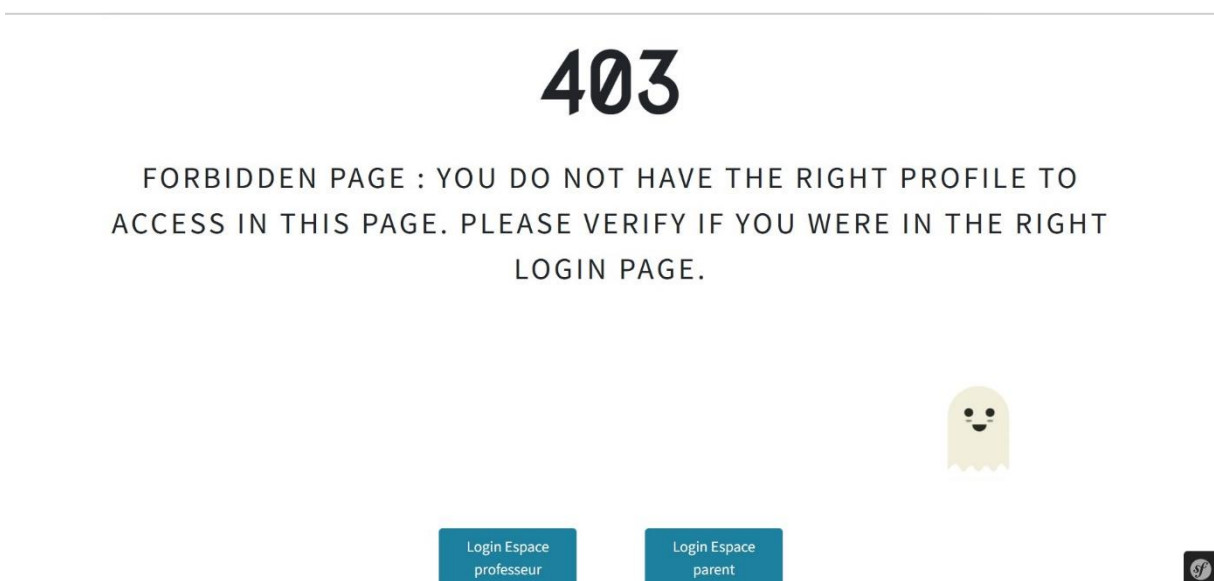 403
FORBIDDEN PAGE : YOU DO NOT HAVE THE RIGHT PROFILE TO
ACCESS IN THIS PAGE. PLEASE VERIFY IF YOU WERE IN THE RIGHT
LOGIN PAGE.
Login Espace
professeur
Login Espace
parent
sf